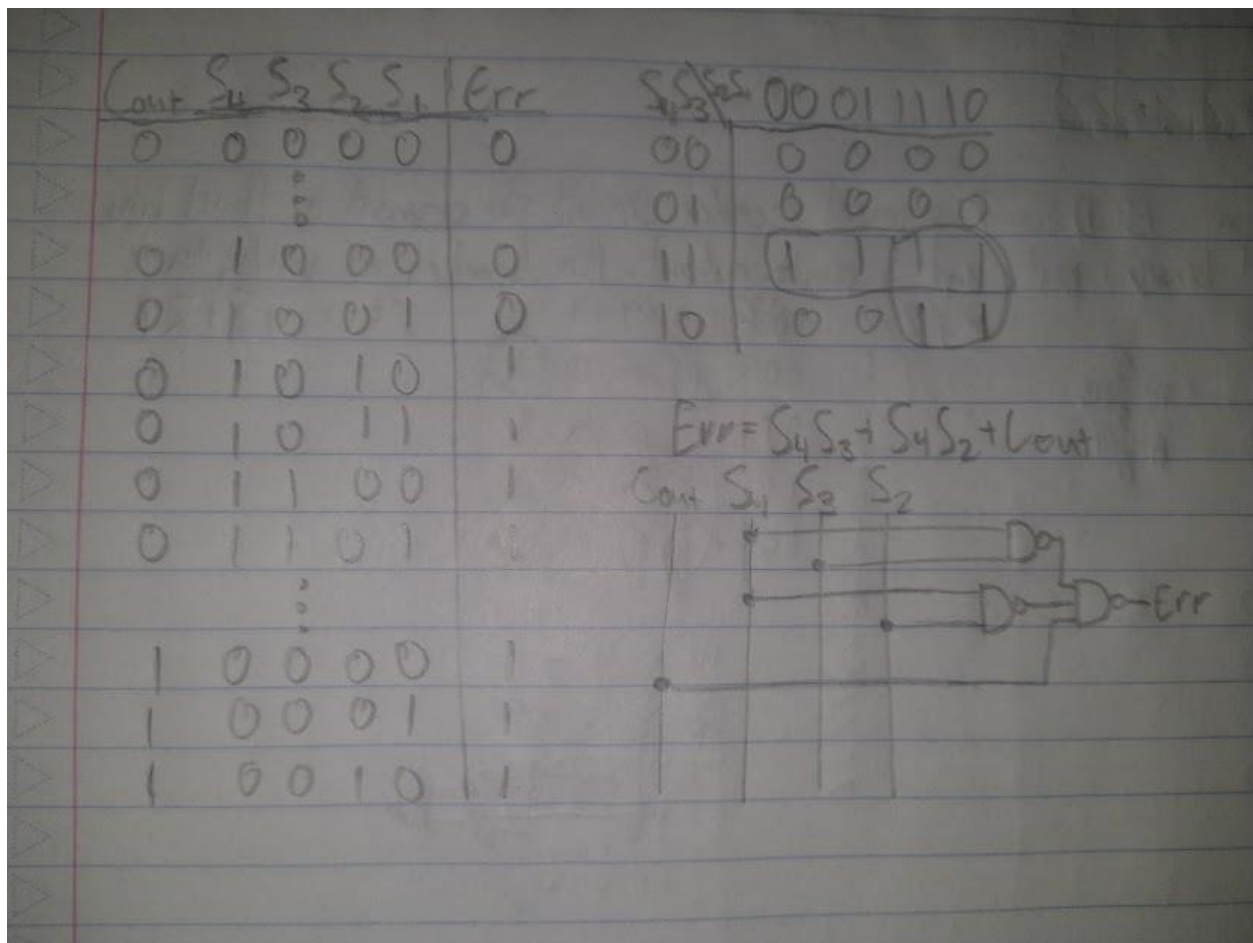 Cout S4 S3 S2 S1 Err
0 0 0 0 0 0
0 1 0 0 0 0
0 1 0 0 1 0
0 1 0 1 0 1
0 1 0 1 1 1
0 1 1 0 0 1
0 1 1 0 1 1
1 0 0 0 0 1
1 0 0 0 1 1
1 0 0 1 0 1
S4S3\S2S1 00 01 11 10
00 0 0 0 0
01 0 0 0 0
11 1 1 1 1
10 0 0 1 1
Err = S4S3 + S4S2 + Cout
Cout S4 S3 S2
Err